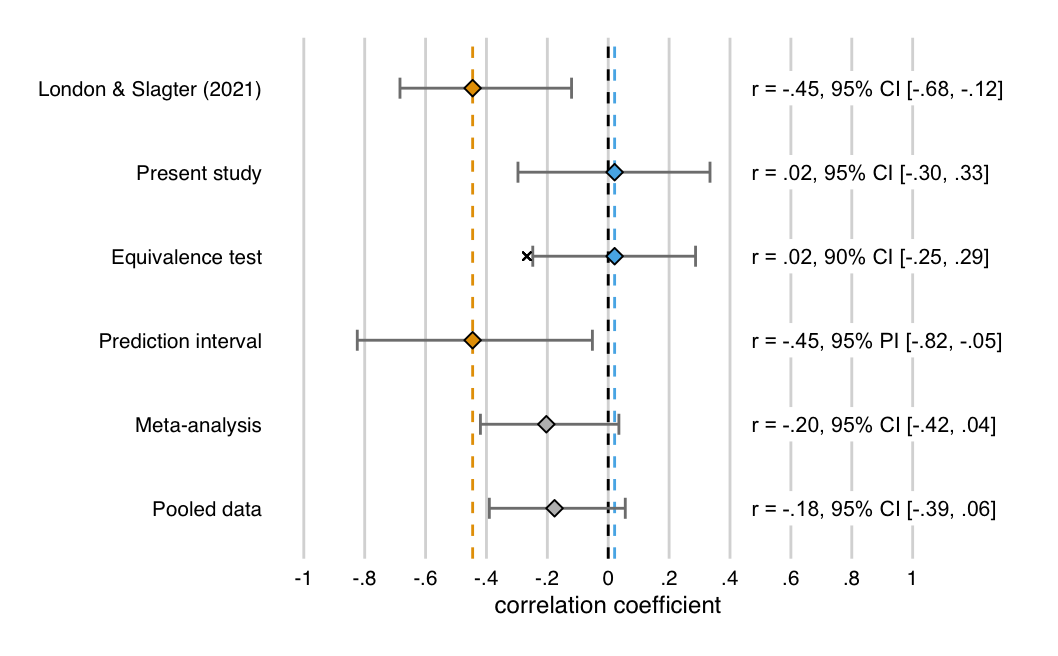 London & Slagter (2021) r = -.45, 95% CI [-.68, -.12]
Present study r = .02, 95% CI [-.30, .33]
Equivalence test r = .02, 90% CI [-.25, .29]
Prediction interval r = -.45, 95% PI [-.82, -.05]
Meta-analysis r = -.20, 95% CI [-.42, .04]
Pooled data r = -.18, 95% CI [-.39, .06]
-1 -.8 -.6 -.4 -.2 0 .2 .4 .6 .8 1
correlation coefficient